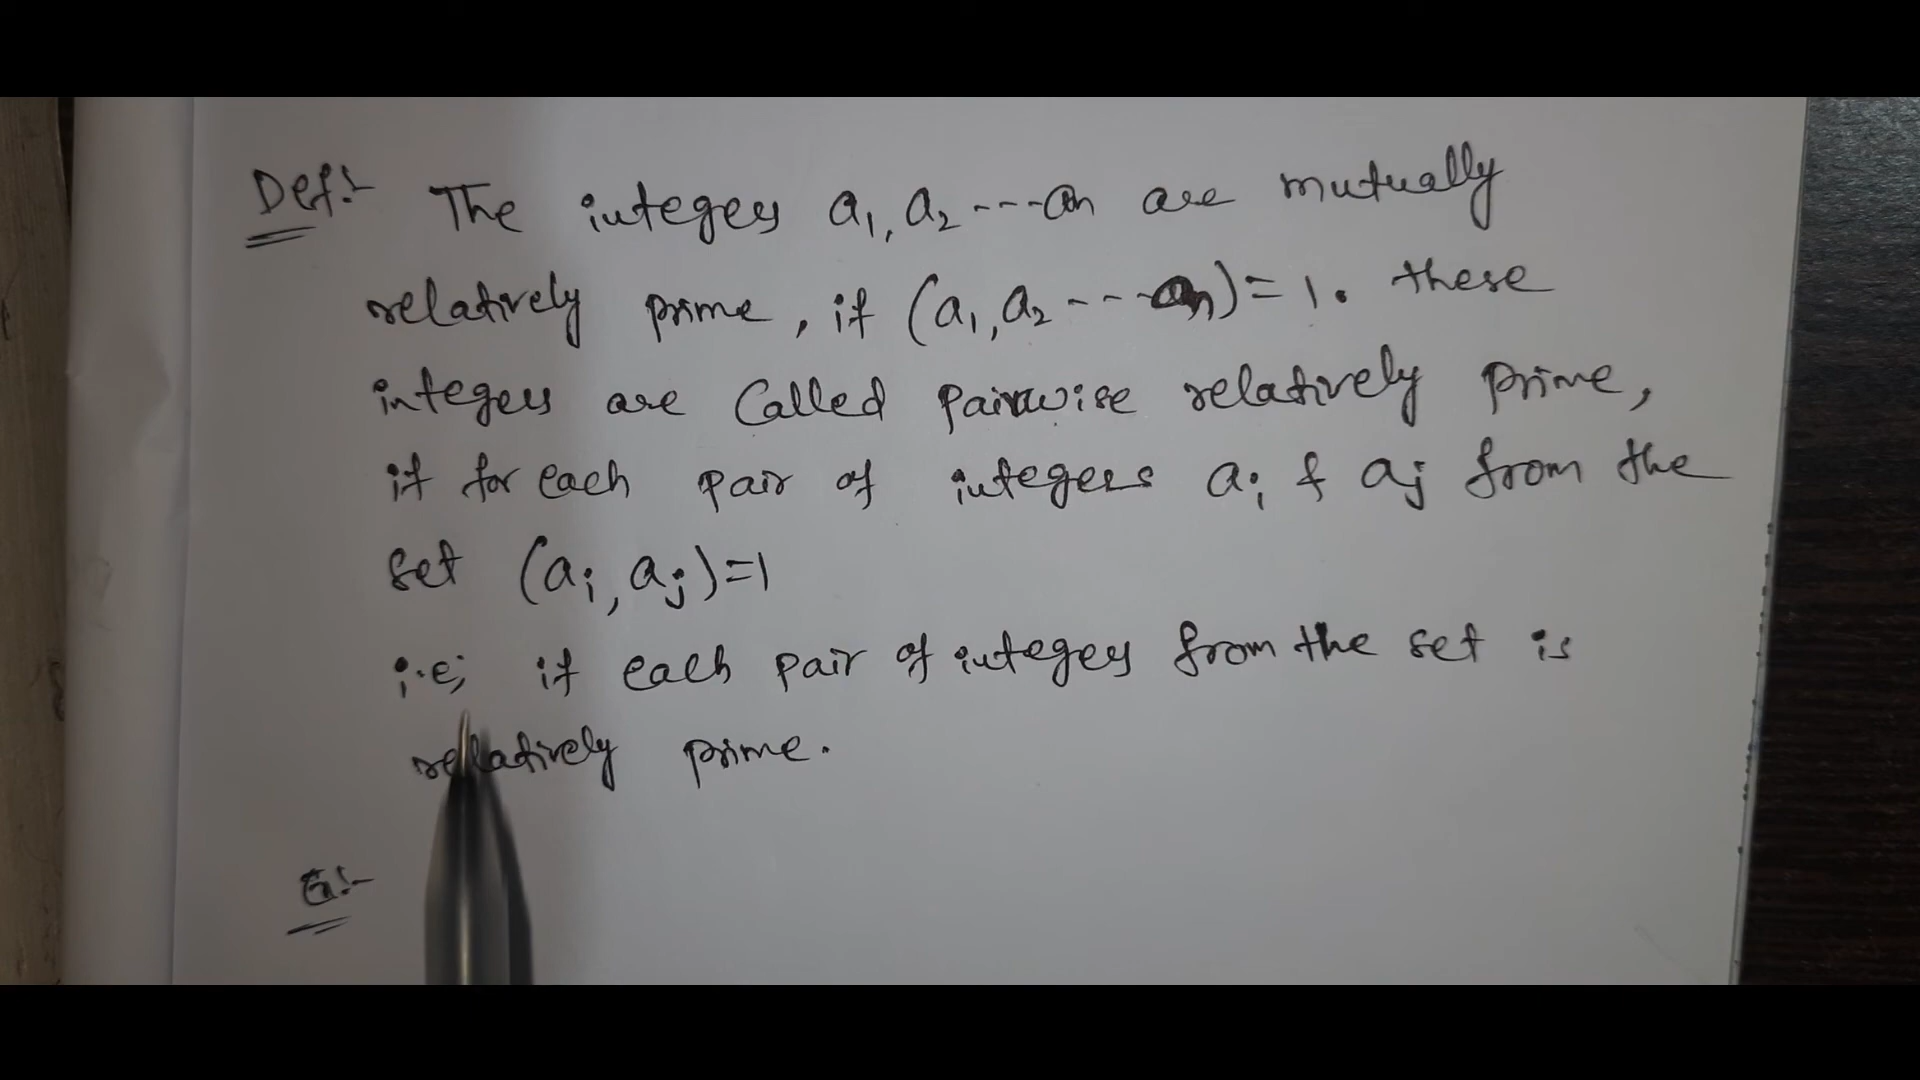 Def:- The integers a1, a2 ---an are mutually
relatively prime, if (a1, a2 --- an) = 1. these
integers are Called pairwise relatively prime,
if for each pair of integers ai & aj from the
set (ai, aj)=1
i.e; if each pair of integers from the set is
relatively prime.